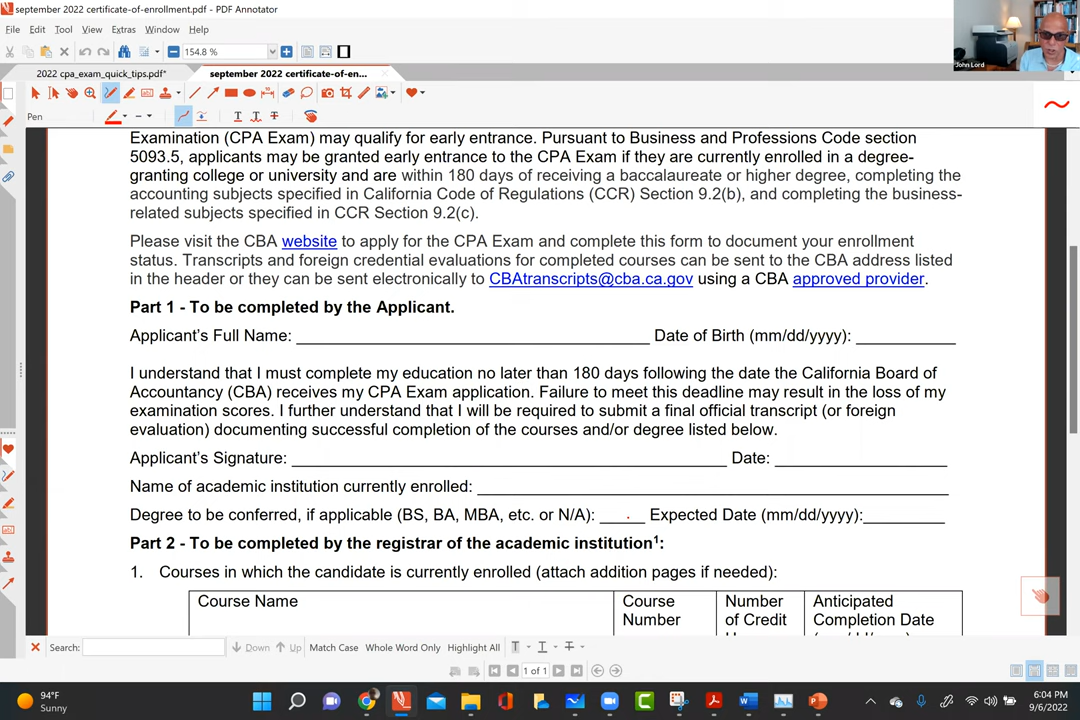 september 2022 certificate-of-enrollment.pdf - PDF Annotator
File Edit Tool View Extras Window Help
154.8 %
2022 cpa_exam_quick_tips.pdf* september 2022 certificate-of-en...
Pen
John Lord
Examination (CPA Exam) may qualify for early entrance. Pursuant to Business and Professions Code section
5093.5, applicants may be granted early entrance to the CPA Exam if they are currently enrolled in a degree-
granting college or university and are within 180 days of receiving a baccalaureate or higher degree, completing the
accounting subjects specified in California Code of Regulations (CCR) Section 9.2(b), and completing the business-
related subjects specified in CCR Section 9.2(c).
Please visit the CBA website to apply for the CPA Exam and complete this form to document your enrollment
status. Transcripts and foreign credential evaluations for completed courses can be sent to the CBA address listed
in the header or they can be sent electronically to CBAtranscripts@cba.ca.gov using a CBA approved provider.
Part 1 - To be completed by the Applicant.
Applicant's Full Name: Date of Birth (mm/dd/yyyy):
I understand that I must complete my education no later than 180 days following the date the California Board of
Accountancy (CBA) receives my CPA Exam application. Failure to meet this deadline may result in the loss of my
examination scores. I further understand that I will be required to submit a final official transcript (or foreign
evaluation) documenting successful completion of the courses and/or degree listed below.
Applicant's Signature: Date:
Name of academic institution currently enrolled:
Degree to be conferred, if applicable (BS, BA, MBA, etc. or N/A): Expected Date (mm/dd/yyyy):
Part 2 - To be completed by the registrar of the academic institution¹:
1. Courses in which the candidate is currently enrolled (attach addition pages if needed):
Course Name Course Number Number of Credit Anticipated Completion Date
Search: Down Up Match Case Whole Word Only Highlight All
1 of 1
94°F
Sunny
6:04 PM
9/6/2022